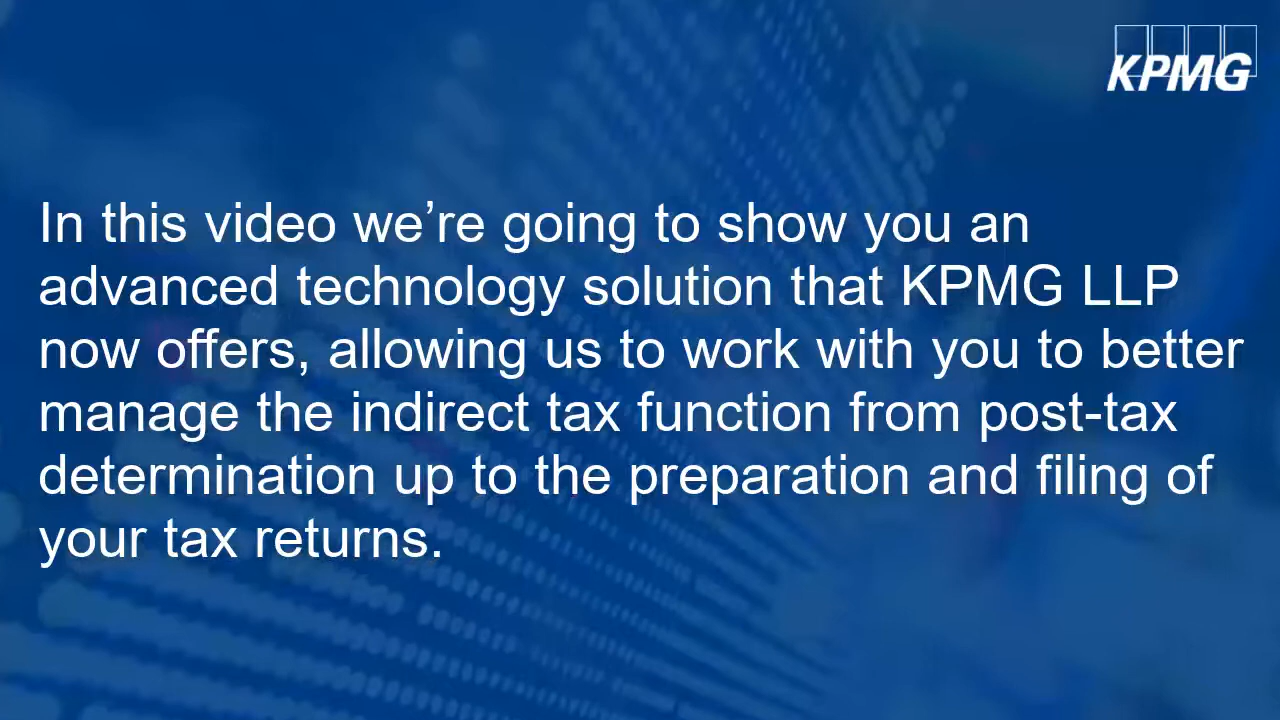 KPMG
In this video we’re going to show you an
advanced technology solution that KPMG LLP
now offers, allowing us to work with you to better
manage the indirect tax function from post-tax
determination up to the preparation and filing of
your tax returns.